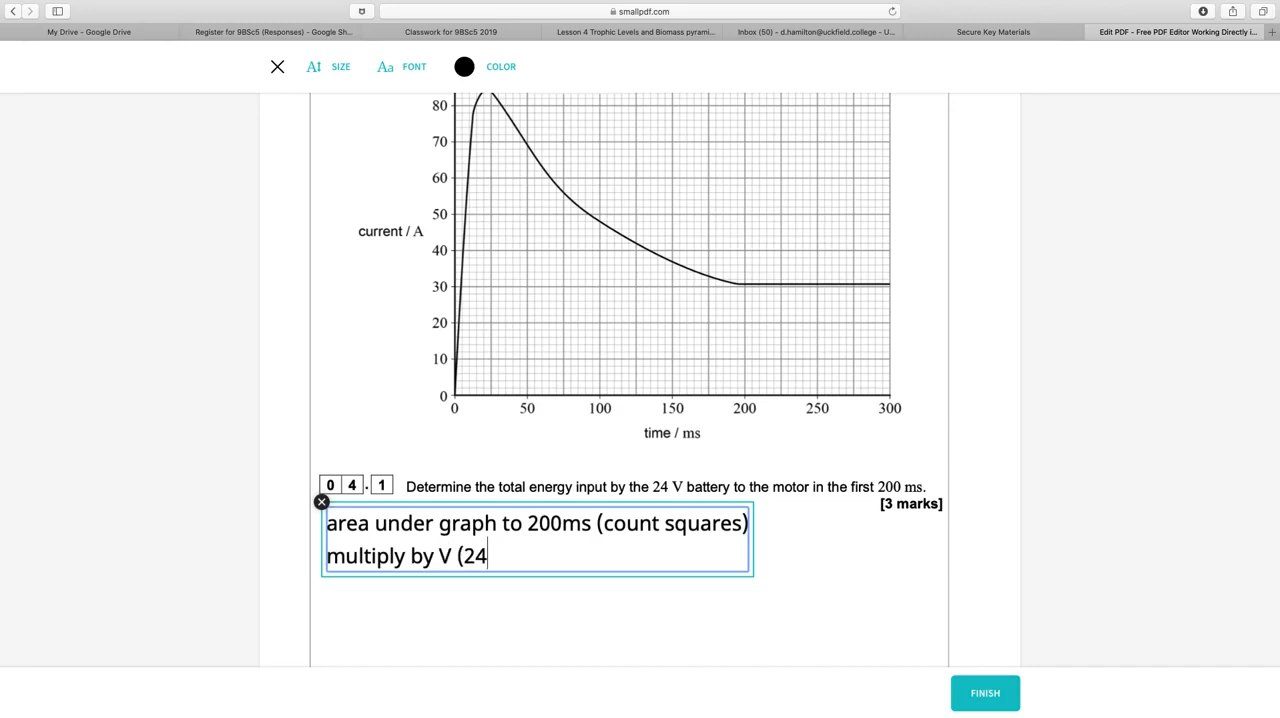 smallpdf.com
My Drive - Google Drive
Register for 9BSc5 (Responses) - Google Sh...
Classwork for 9BSc5 2019
Lesson 4 Trophic Levels and Biomass pyrami...
Inbox (50) - d.hamilton@uckfield.college - U...
Secure Key Materials
Edit PDF - Free PDF Editor Working Directly i...
SIZE
Aa FONT
COLOR
80
70
60
50
current / A
40
30
20
10
0
0 50 100 150 200 250 300
time / ms
0 4 . 1 Determine the total energy input by the 24 V battery to the motor in the first 200 ms.
[3 marks]
area under graph to 200ms (count squares)
multiply by V (24
FINISH